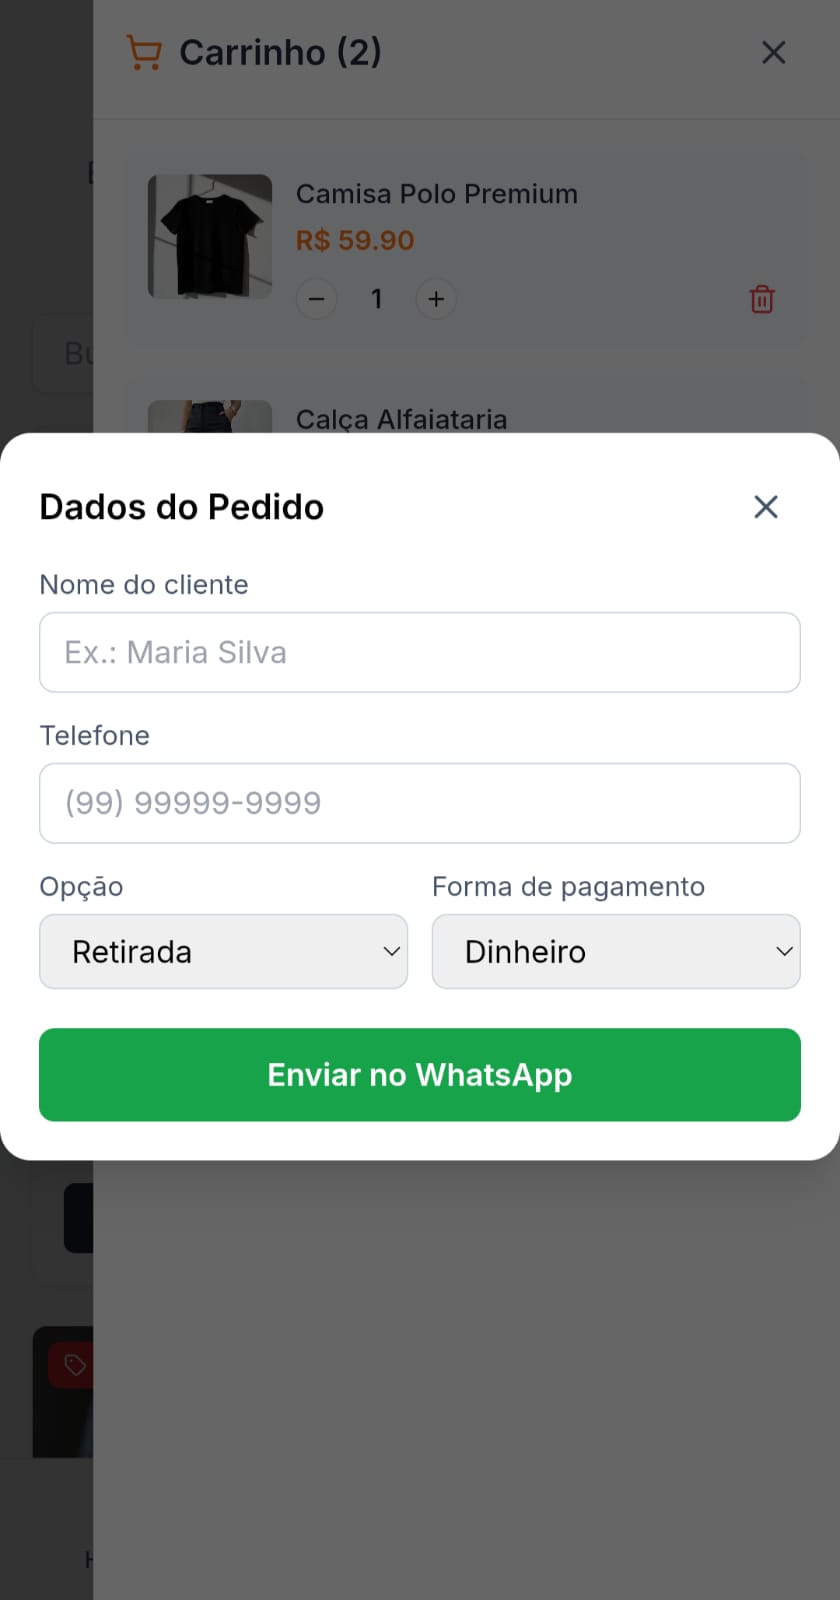 Carrinho (2)
Camisa Polo Premium
R$ 59.90
1
Calça Alfaiataria
Dados do Pedido
Nome do cliente
Ex.: Maria Silva
Telefone
(99) 99999-9999
Opção
Forma de pagamento
Retirada
Dinheiro
Enviar no WhatsApp